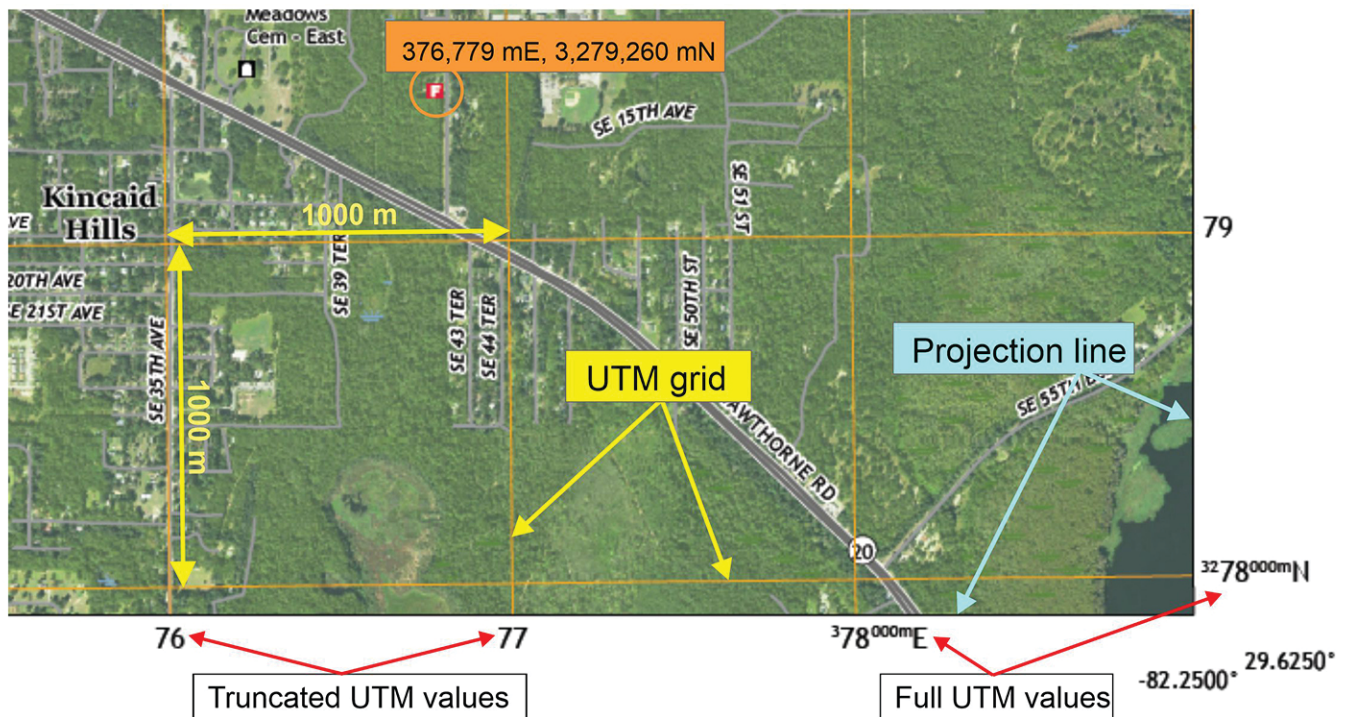 Meadows
Cem - East
376,779 mE, 3,279,260 mN
F
SE 15TH AVE
SE 51 ST
Kincaid
Hills
1000 m
79
VE
SE 39 TER
20TH AVE
SE 21ST AVE
SE 43 TER
SE 44 TER
SE 50TH ST
SE 35TH AVE
1000 m
UTM grid
Projection line
SE 55TH B
AWTHORNE RD
20
3278000mN
76
77
378000mE
29.6250°
-82.2500°
Truncated UTM values
Full UTM values